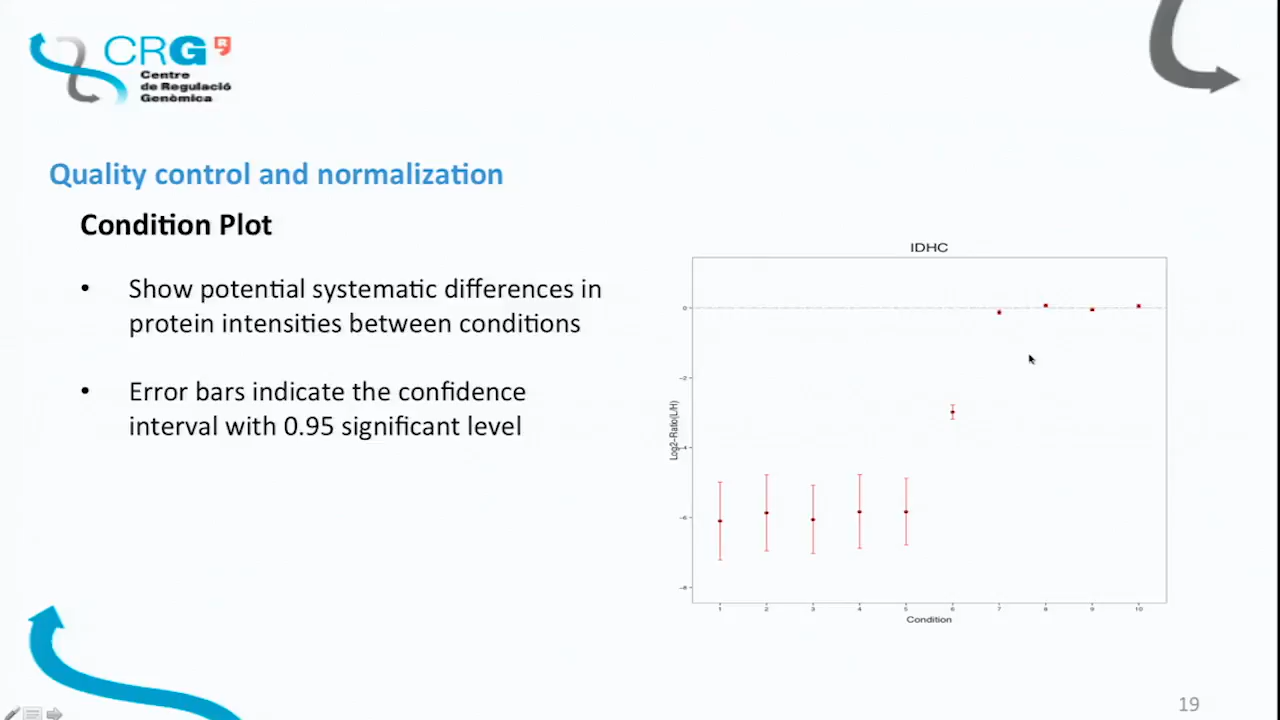 CRG R
Centre
de Regulació
Genòmica
Quality control and normalization
Condition Plot
• Show potential systematic differences in
protein intensities between conditions
• Error bars indicate the confidence
interval with 0.95 significant level
IDHC
0
-2
-4
-6
-8
Log2-Ratio(L/H)
1 2 3 4 5 6 7 8 9 10
Condition
19